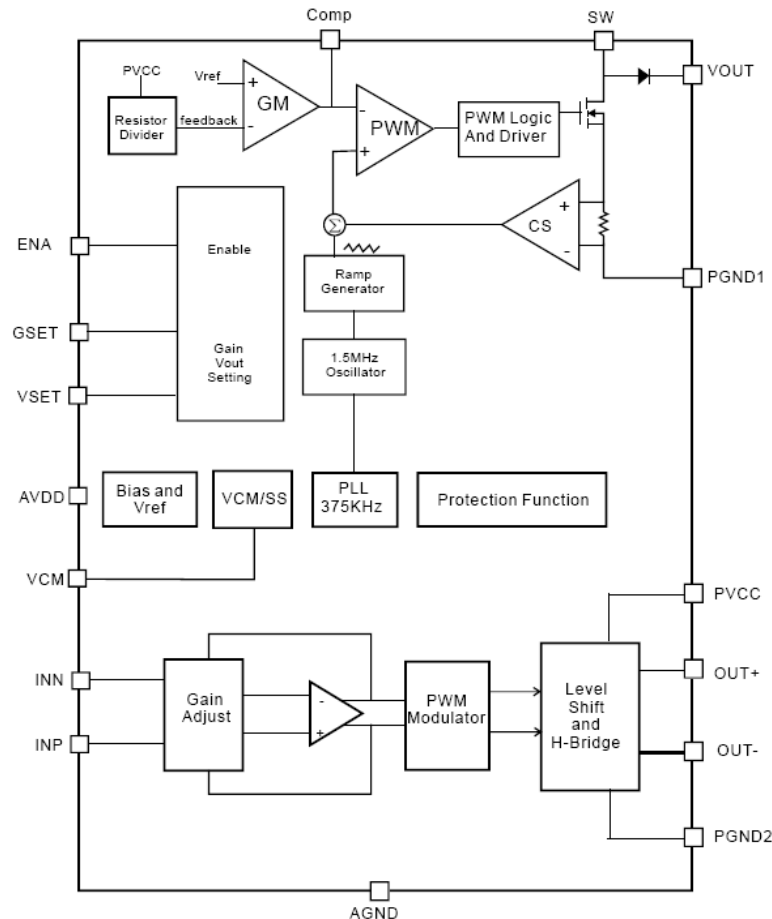 Comp
SW
VOUT
PVCC
Vref
+
GM
-
feedback
Resistor
Divider
-
PWM
+
PWM Logic
And Driver
Σ
CS
+
-
PGND1
ENA
Enable
GSET
Gain
Vout
Setting
VSET
Ramp
Generator
1.5MHz
Oscillator
AVDD
Bias and
Vref
VCM/SS
PLL
375KHz
Protection Function
VCM
PVCC
INN
INP
Gain
Adjust
-
+
PWM
Modulator
Level
Shift
and
H-Bridge
OUT+
OUT-
PGND2
AGND